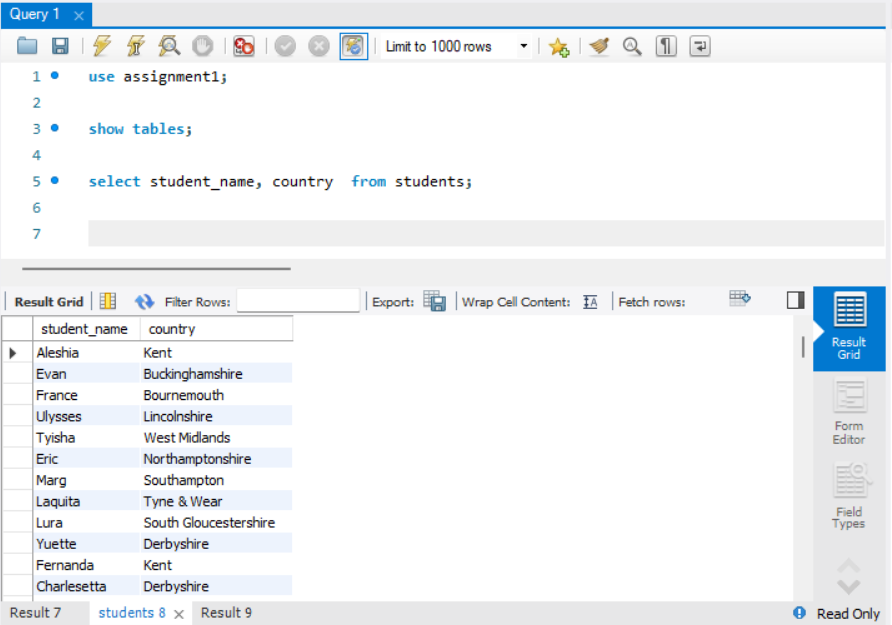 Query 1
Limit to 1000 rows
1 use assignment1;
2
3 show tables;
4
5 select student_name, country  from students;
6
7
Result Grid Filter Rows: Export: Wrap Cell Content: Fetch rows:
student_name country
Aleshia Kent
Evan Buckinghamshire
France Bournemouth
Ulysses Lincolnshire
Tyisha West Midlands
Eric Northamptonshire
Marg Southampton
Laquita Tyne & Wear
Lura South Gloucestershire
Yuette Derbyshire
Fernanda Kent
Charlesetta Derbyshire
Result
Grid
Form
Editor
Field
Types
Result 7 students 8 Result 9 Read Only